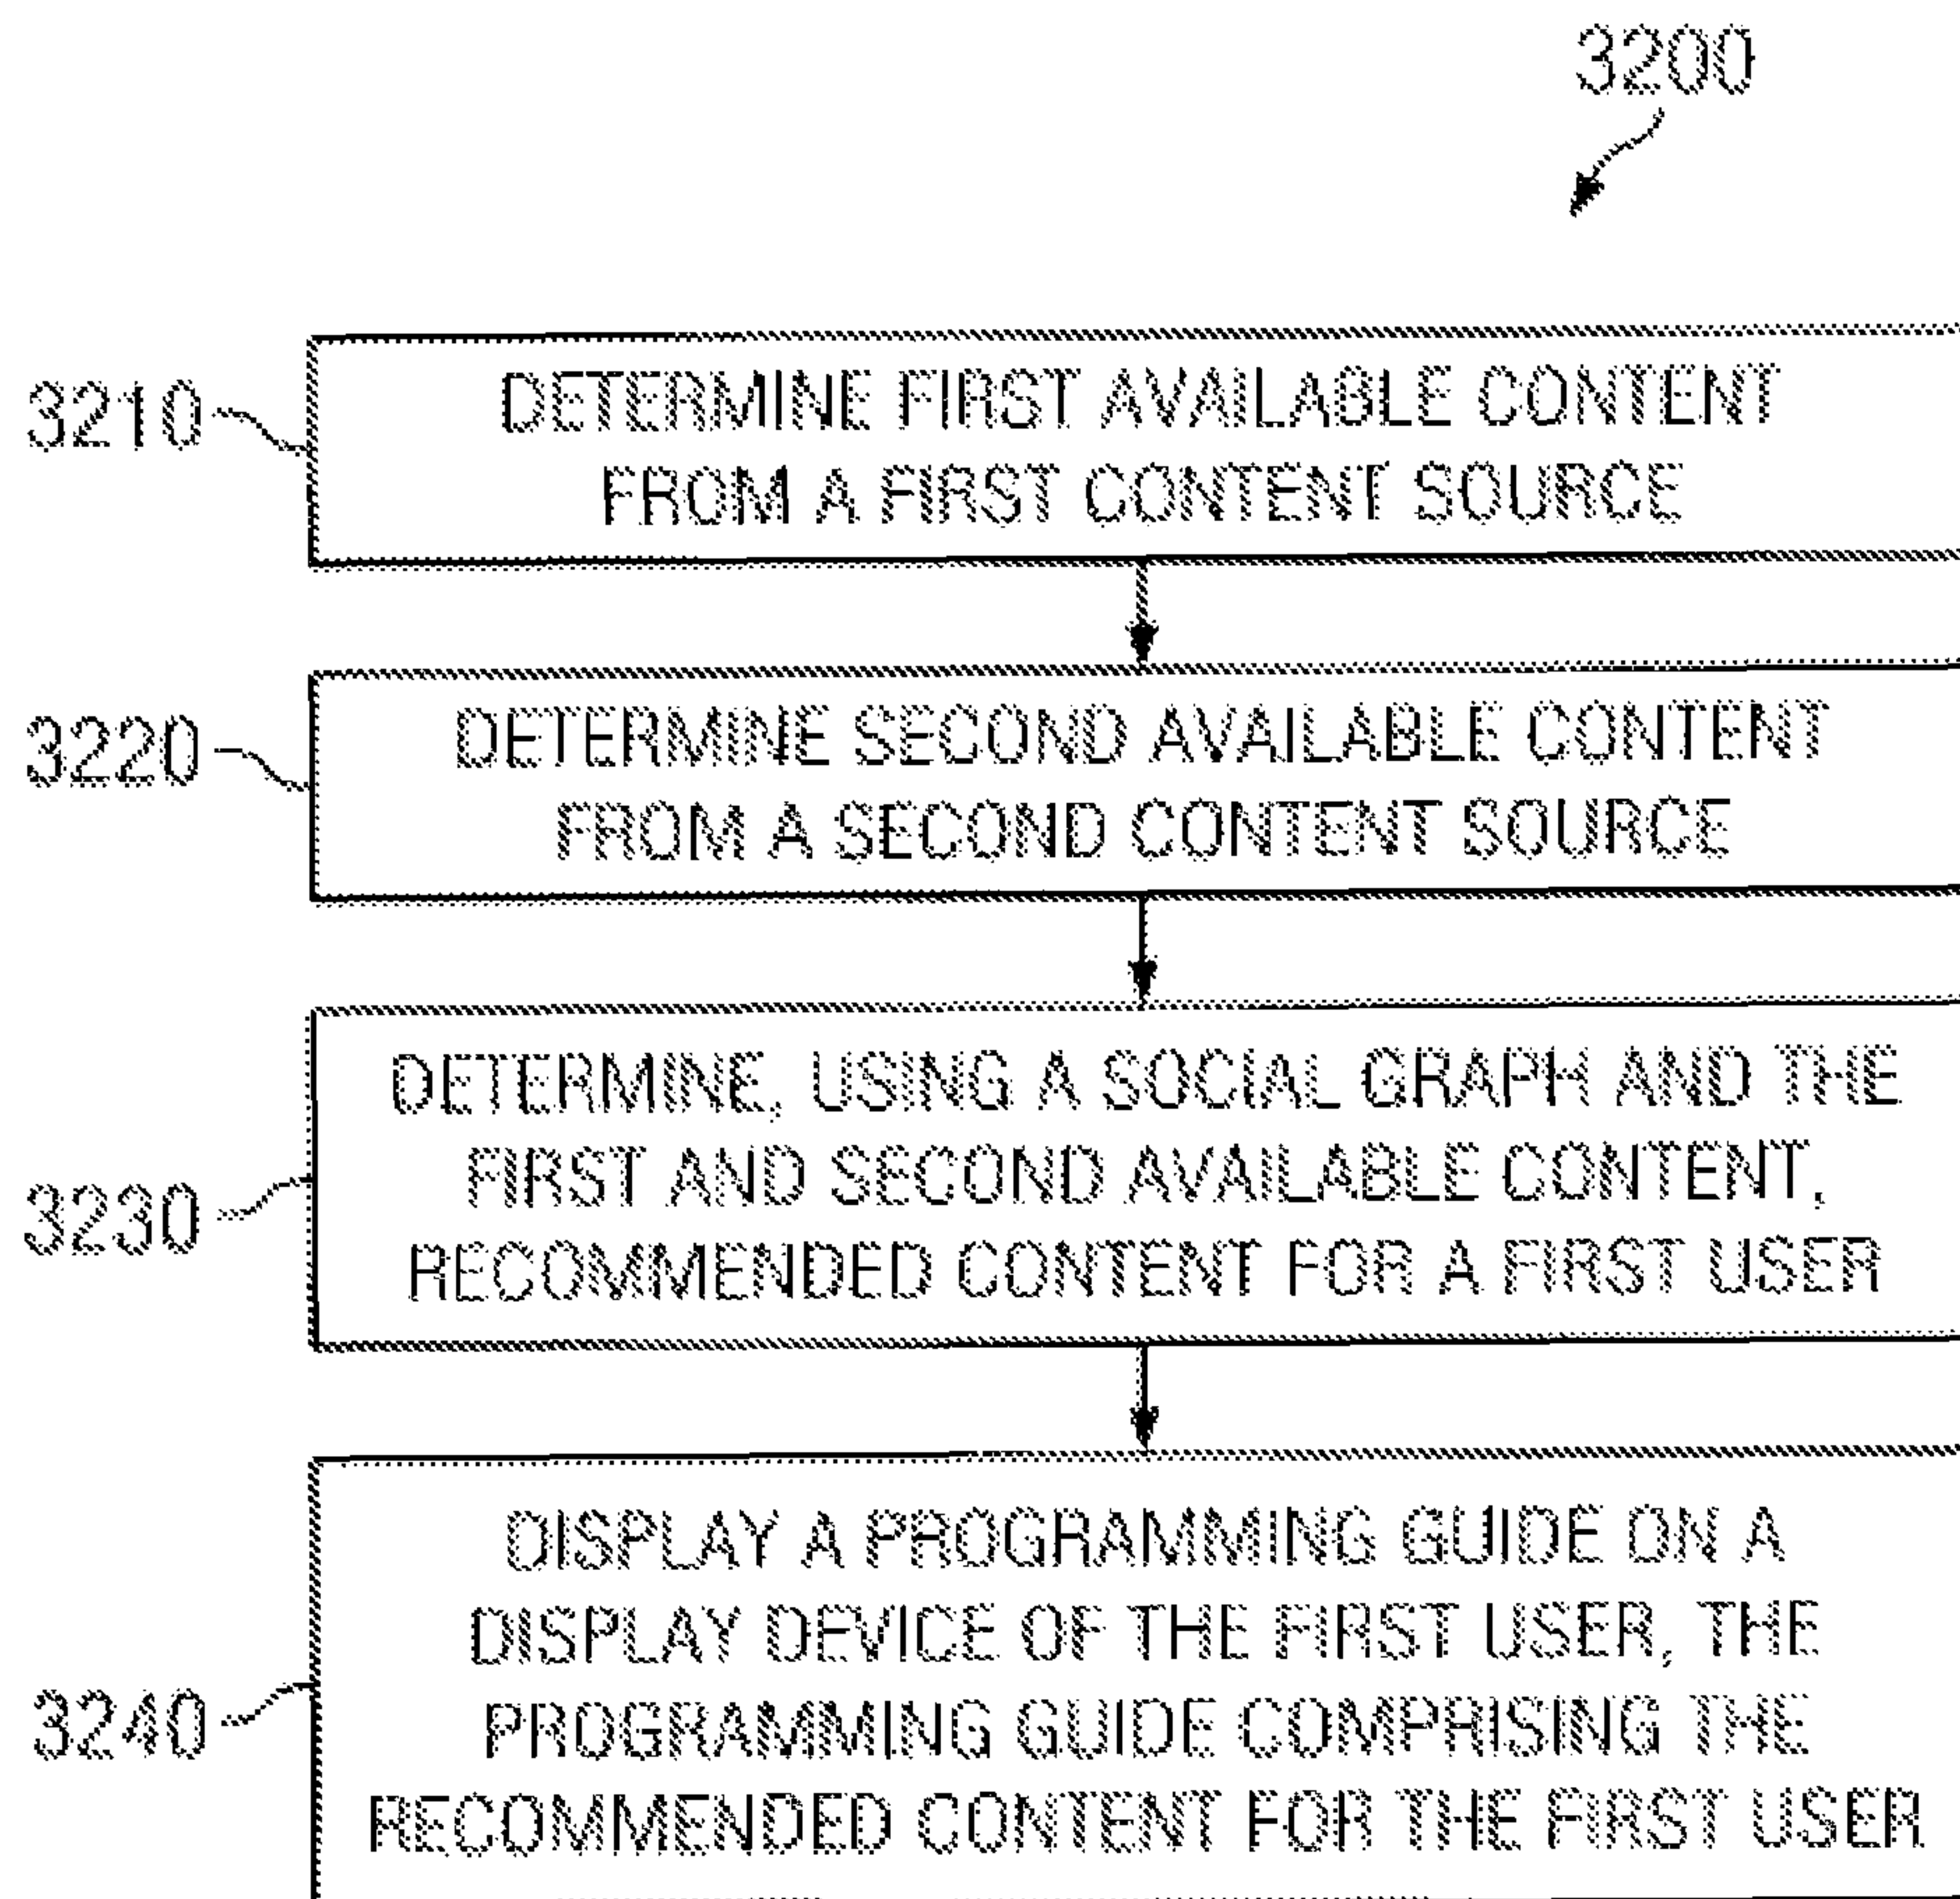 3200
3210
DETERMINE FIRST AVAILABLE CONTENT
FROM A FIRST CONTENT SOURCE
3220
DETERMINE SECOND AVAILABLE CONTENT
FROM A SECOND CONTENT SOURCE
3230
DETERMINE, USING A SOCIAL GRAPH AND THE
FIRST AND SECOND AVAILABLE CONTENT,
RECOMMENDED CONTENT FOR A FIRST USER
3240
DISPLAY A PROGRAMMING GUIDE ON A
DISPLAY DEVICE OF THE FIRST USER, THE
PROGRAMMING GUIDE COMPRISING THE
RECOMMENDED CONTENT FOR THE FIRST USER